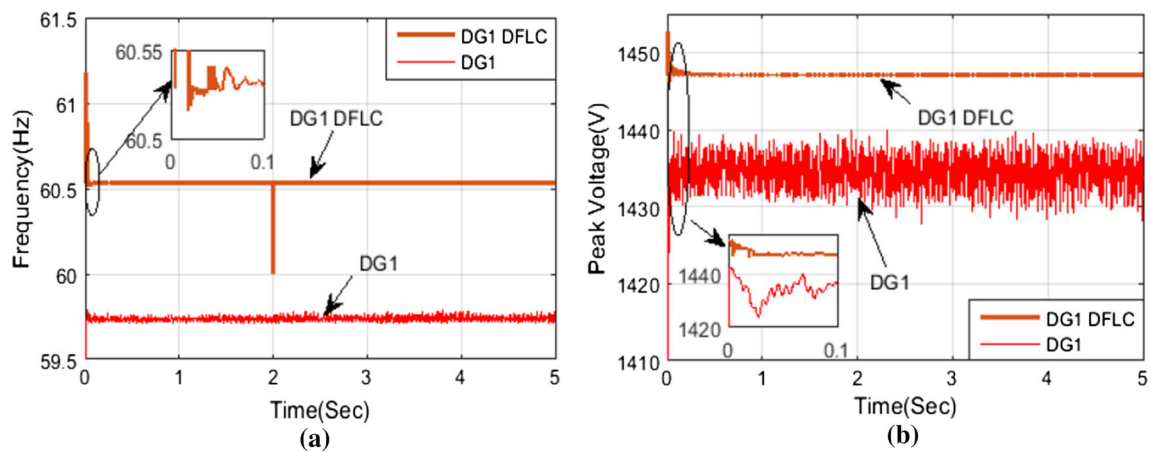 61.5
61
60.5
60
59.5
Frequency(Hz)
DG1 DFLC
DG1
60.55
60.5
0
0.1
DG1 DFLC
DG1
0
1
2
3
4
5
Time(Sec)
(a)
1450
1440
1430
1420
1410
Peak Voltage(V)
DG1 DFLC
DG1
1440
1420
0
0.1
DG1 DFLC
DG1
0
1
2
3
4
5
Time(Sec)
(b)